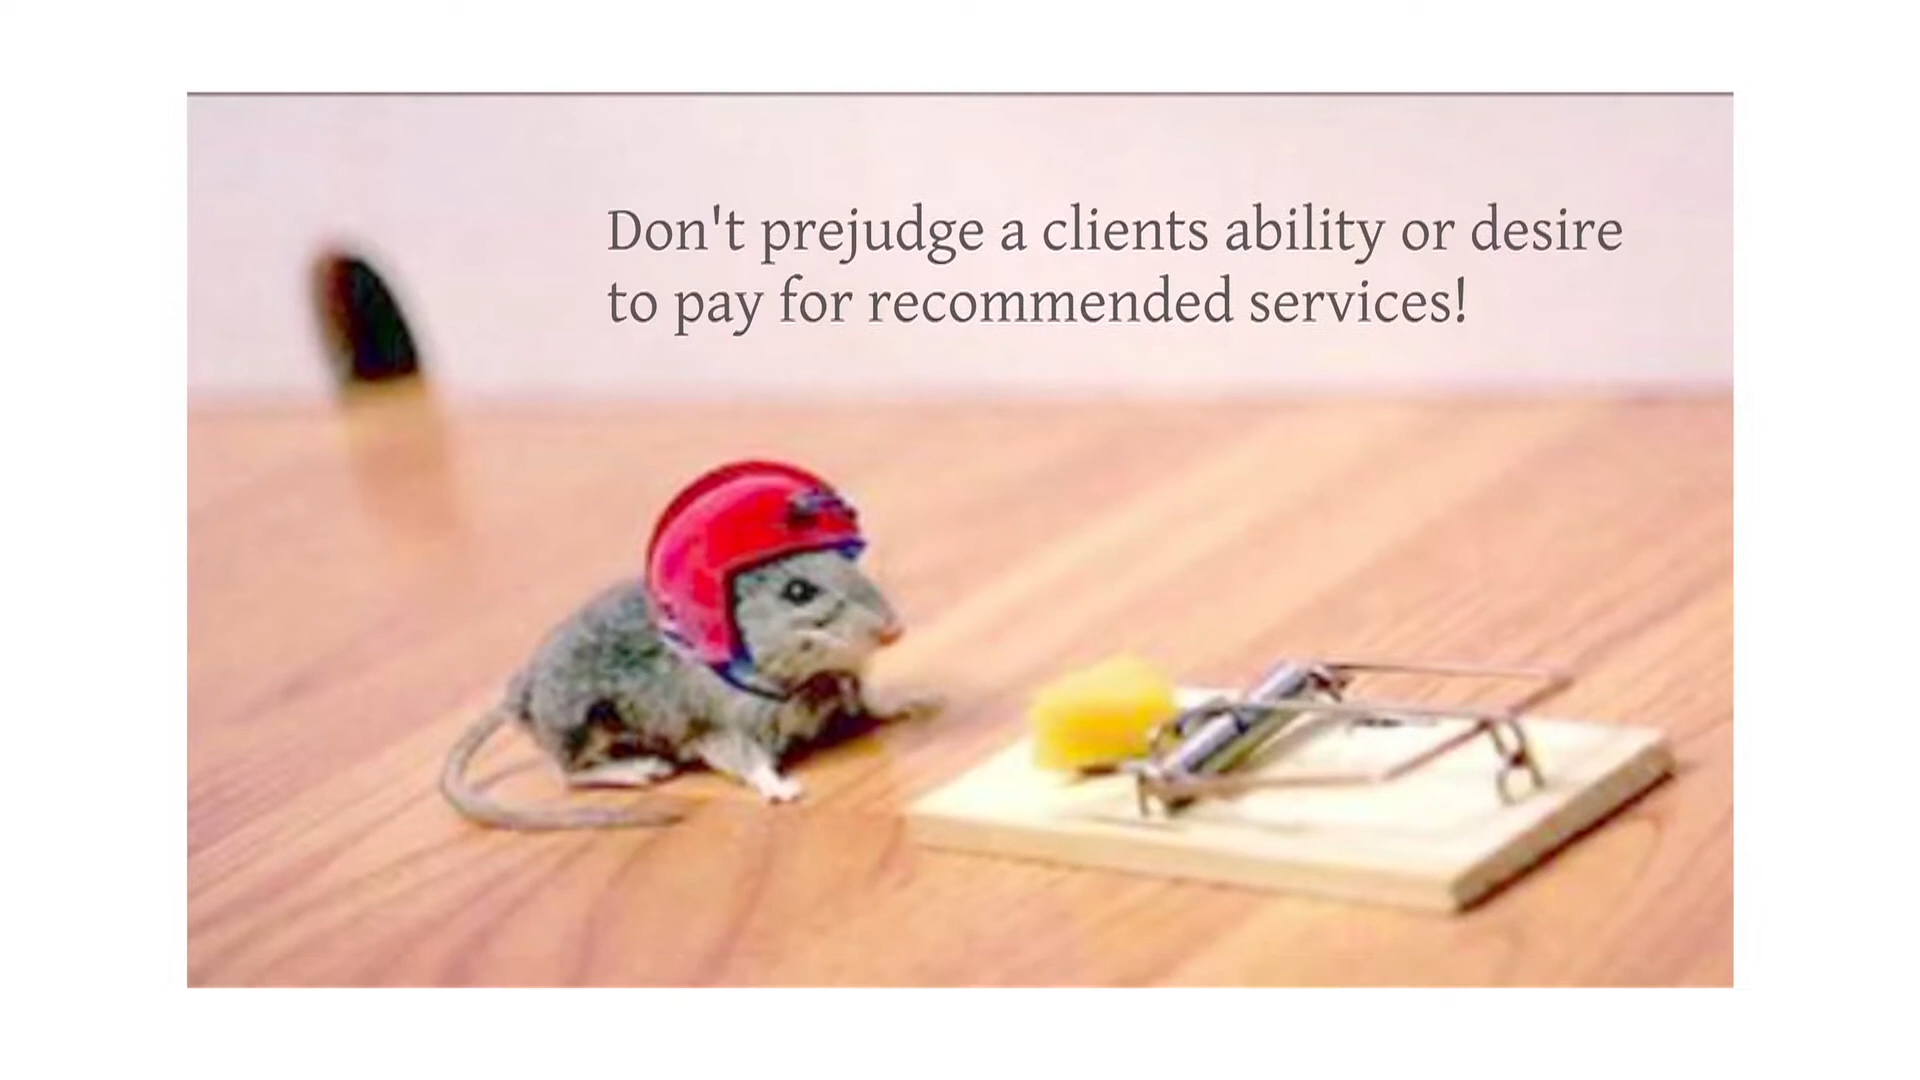 Don't prejudge a clients ability or desire
to pay for recommended services!